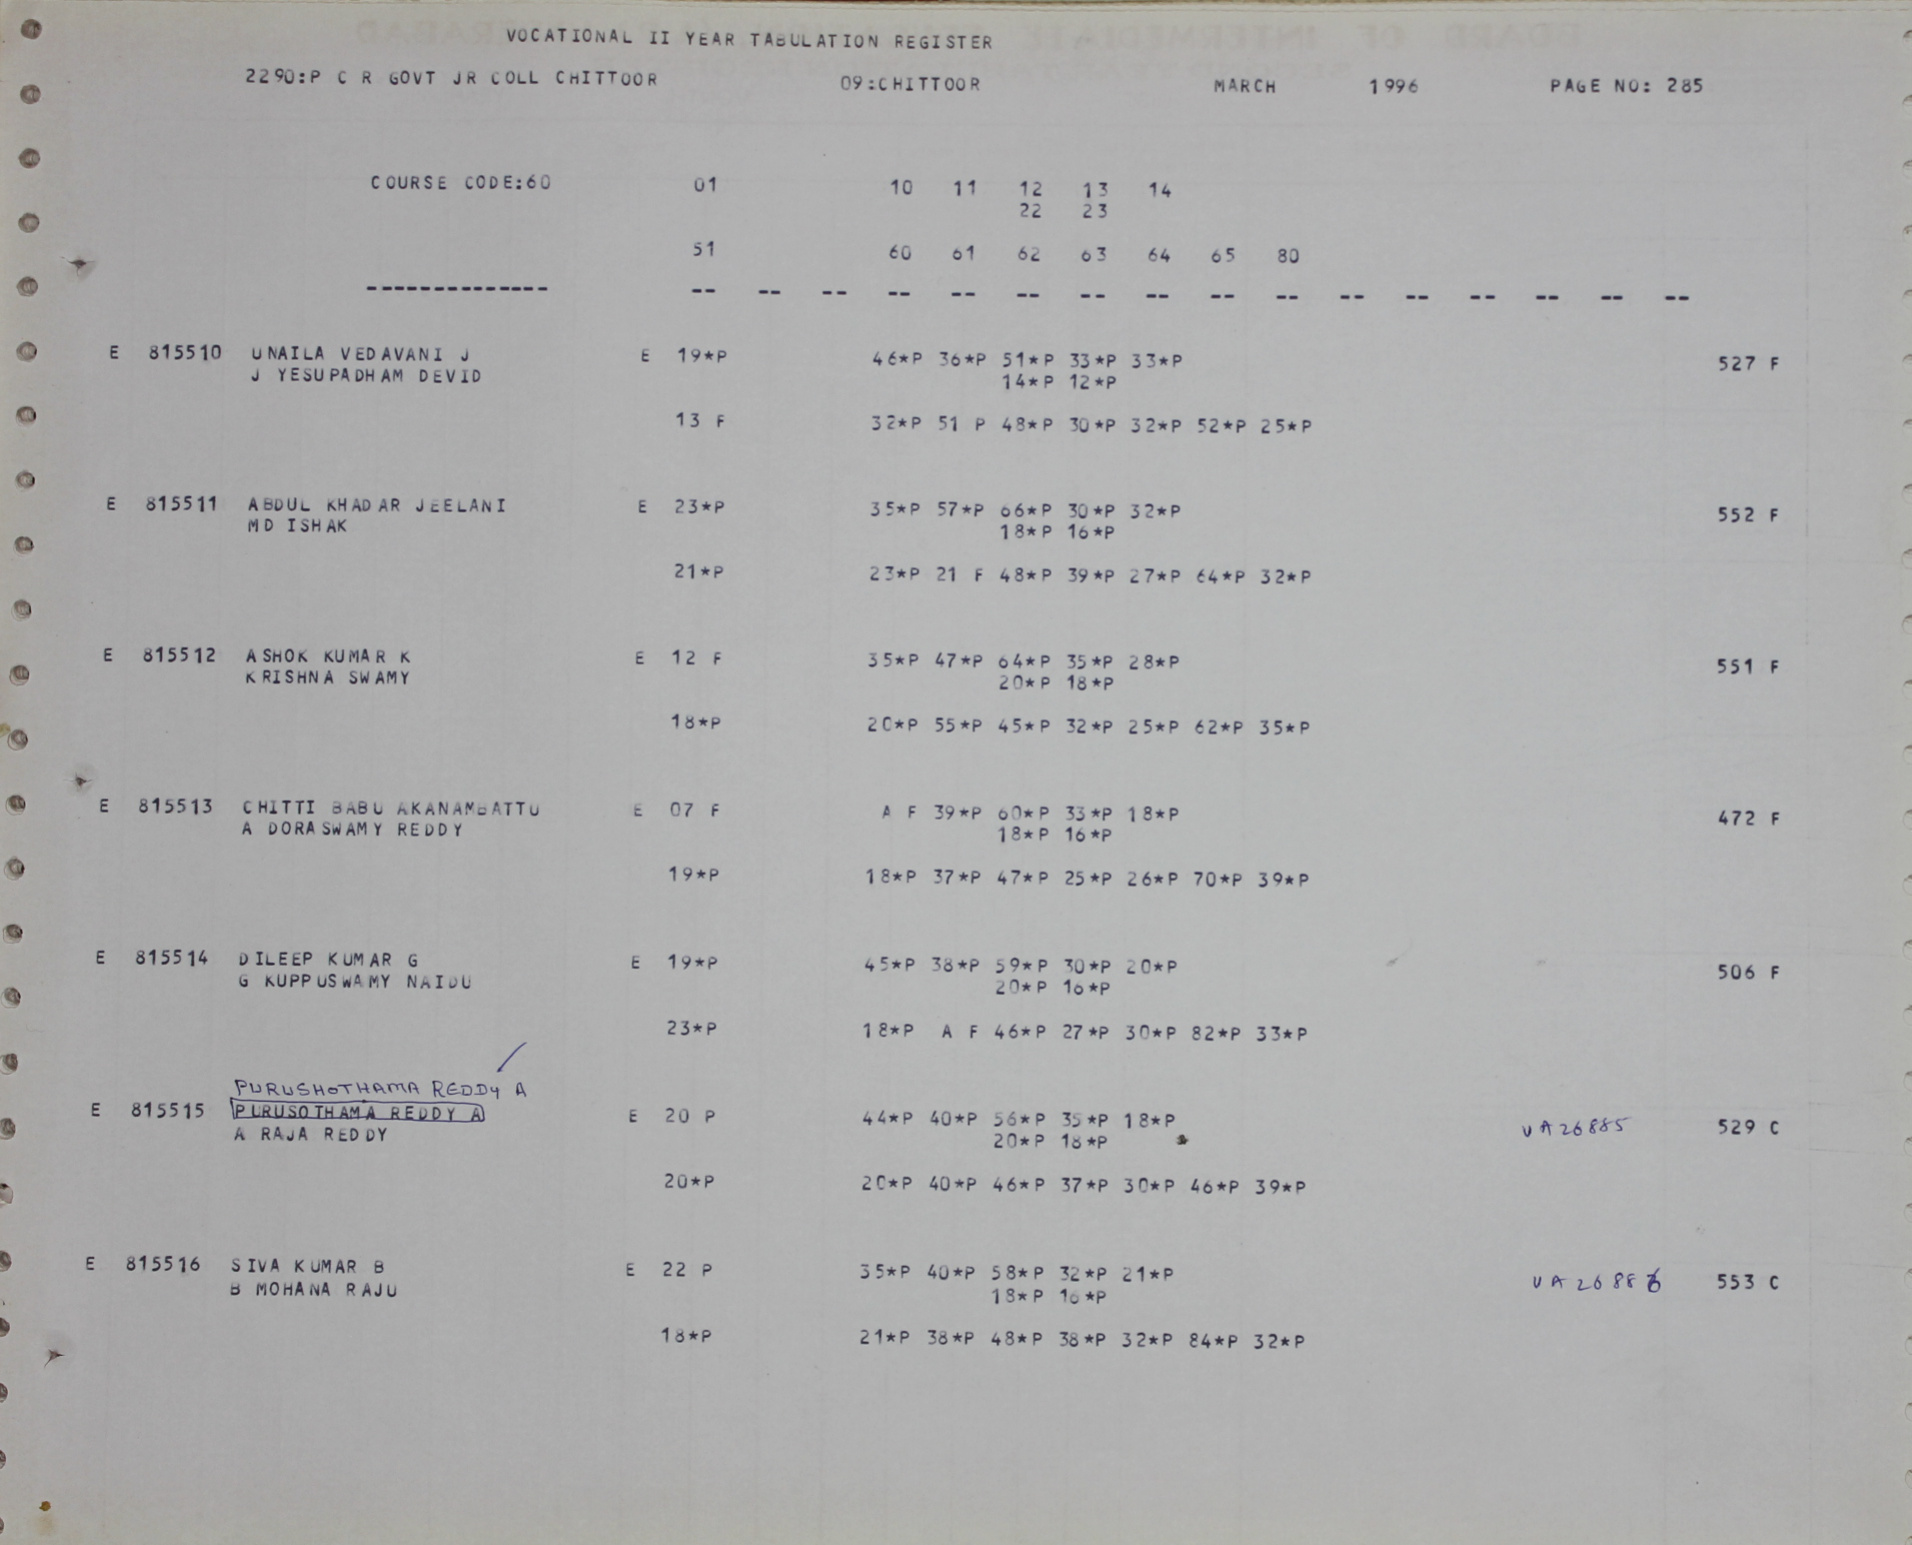 VOCATIONAL II YEAR TABULATION REGISTER
2290:P C R GOVT JR COLL CHITTOOR 09:CHITTOOR MARCH 1996 PAGE NO: 285
COURSE CODE:60 01 10 11 12 13 14
22 23
51 60 61 62 63 64 65 80
-------------- -- -- -- -- -- -- -- -- -- -- -- -- -- -- -- --
E 815510 UNAILA VEDAVANI J E 19*P 46*P 36*P 51*P 33*P 33*P 527 F
J YESUPADHAM DEVID 14*P 12*P
13 F 32*P 51 P 48*P 30*P 32*P 52*P 25*P
E 815511 ABDUL KHADAR JEELANI E 23*P 35*P 57*P 66*P 30*P 32*P 552 F
MD ISHAK 18*P 16*P
21*P 23*P 21 F 48*P 39*P 27*P 64*P 32*P
E 815512 ASHOK KUMAR K E 12 F 35*P 47*P 64*P 35*P 28*P 551 F
KRISHNA SWAMY 20*P 18*P
18*P 20*P 55*P 45*P 32*P 25*P 62*P 35*P
E 815513 CHITTI BABU AKANAMBATTU E 07 F A F 39*P 60*P 33*P 18*P 472 F
A DORASWAMY REDDY 18*P 16*P
19*P 18*P 37*P 47*P 25*P 26*P 70*P 39*P
E 815514 DILEEP KUMAR G E 19*P 45*P 38*P 59*P 30*P 20*P 506 F
G KUPPUSWAMY NAIDU 20*P 16*P
23*P 18*P A F 46*P 27*P 30*P 82*P 33*P
PURUSHOTHAMA REDDY A
E 815515 PURUSOTHAMA REDDY A E 20 P 44*P 40*P 56*P 35*P 18*P VA26885 529 C
A RAJA REDDY 20*P 18*P
20*P 20*P 40*P 46*P 37*P 30*P 46*P 39*P
E 815516 SIVA KUMAR B E 22 P 35*P 40*P 58*P 32*P 21*P VA26886 553 C
B MOHANA RAJU 18*P 16*P
18*P 21*P 38*P 48*P 38*P 32*P 84*P 32*P